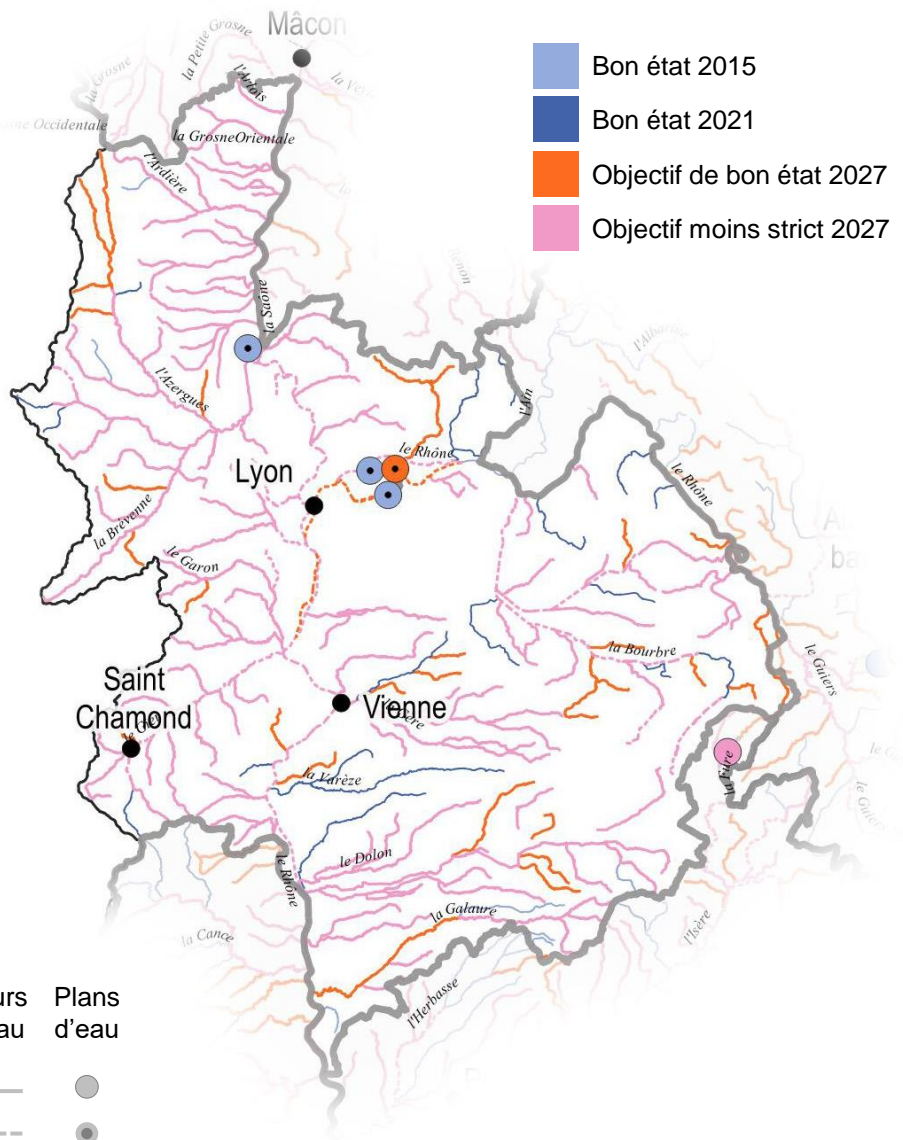 Mâcon
la Petite Grosne
la Grosne
la Veyle
l'Arlois
Occidentale
la GrosneOrientale
l'Ardière
Bon état 2015
Bon état 2021
Objectif de bon état 2027
Objectif moins strict 2027
la Saône
l'Albarine
l'Azergues
l'Ain
le Rhône
Lyon
le Rhône
la Brévenne
le Garon
la Bourbre
le Guiers
Saint
Chamond
Vienne
la Fure
la Varèze
le Guiers
le Dolon
le Rhône
la Galaure
la Cance
l'Isère
l'Herbasse
Plans
d'eau